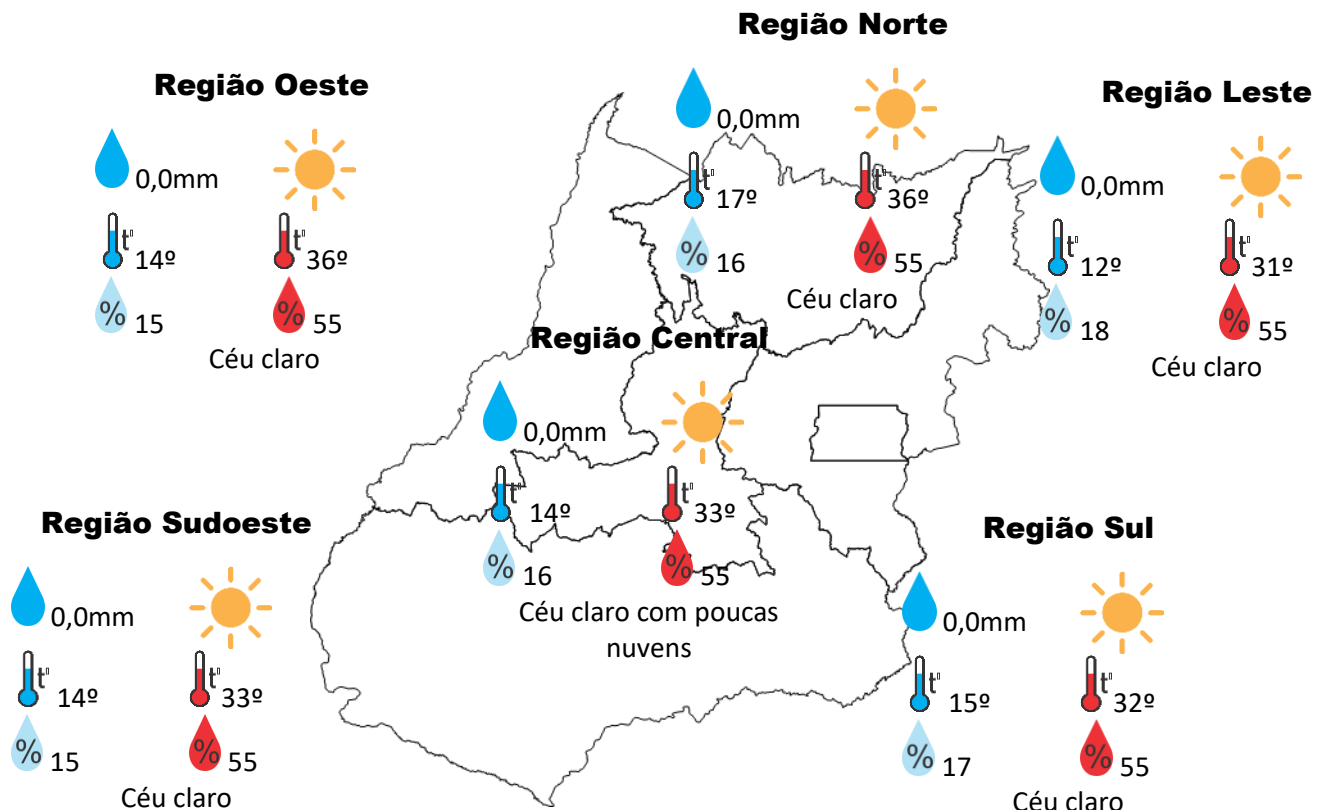 Região Norte
0,0mm
t°
17º
t°
36º
% 16
% 55
Céu claro
Região Oeste
0,0mm
t°
14º
t°
36º
% 15
% 55
Céu claro
Região Leste
0,0mm
t°
12º
t°
31º
% 18
% 55
Céu claro
Região Central
0,0mm
t°
14º
t°
33º
% 16
% 55
Céu claro com poucas
nuvens
Região Sudoeste
0,0mm
t°
14º
t°
33º
% 15
% 55
Céu claro
Região Sul
0,0mm
t°
15º
t°
32º
% 17
% 55
Céu claro